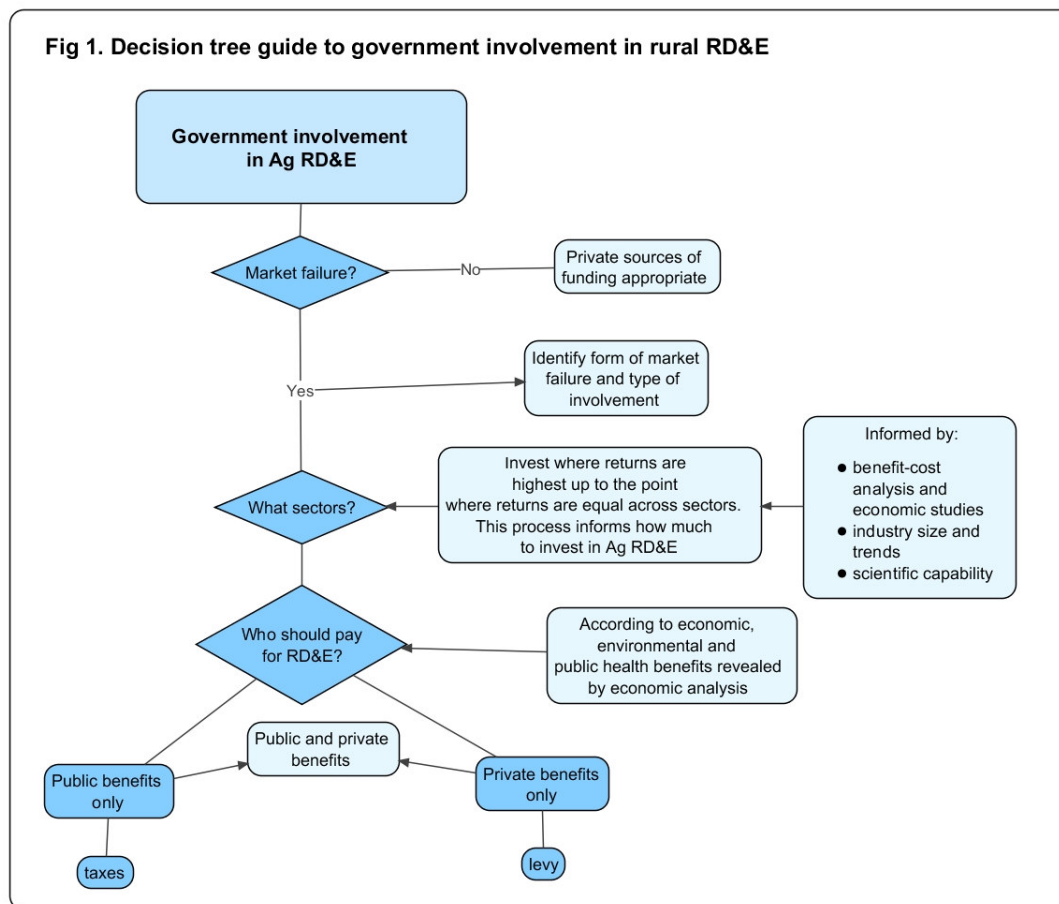 Fig 1. Decision tree guide to government involvement in rural RD&E
Government involvement
in Ag RD&E
Market failure?
No
Private sources of
funding appropriate
Yes
Identify form of market
failure and type of
involvement
What sectors?
Invest where returns are
highest up to the point
where returns are equal across sectors.
This process informs how much
to invest in Ag RD&E
Informed by:
● benefit-cost
analysis and
economic studies
● industry size and
trends
● scientific capability
Who should pay
for RD&E?
According to economic,
environmental and
public health benefits revealed
by economic analysis
Public and private
benefits
Public benefits
only
Private benefits
only
taxes
levy